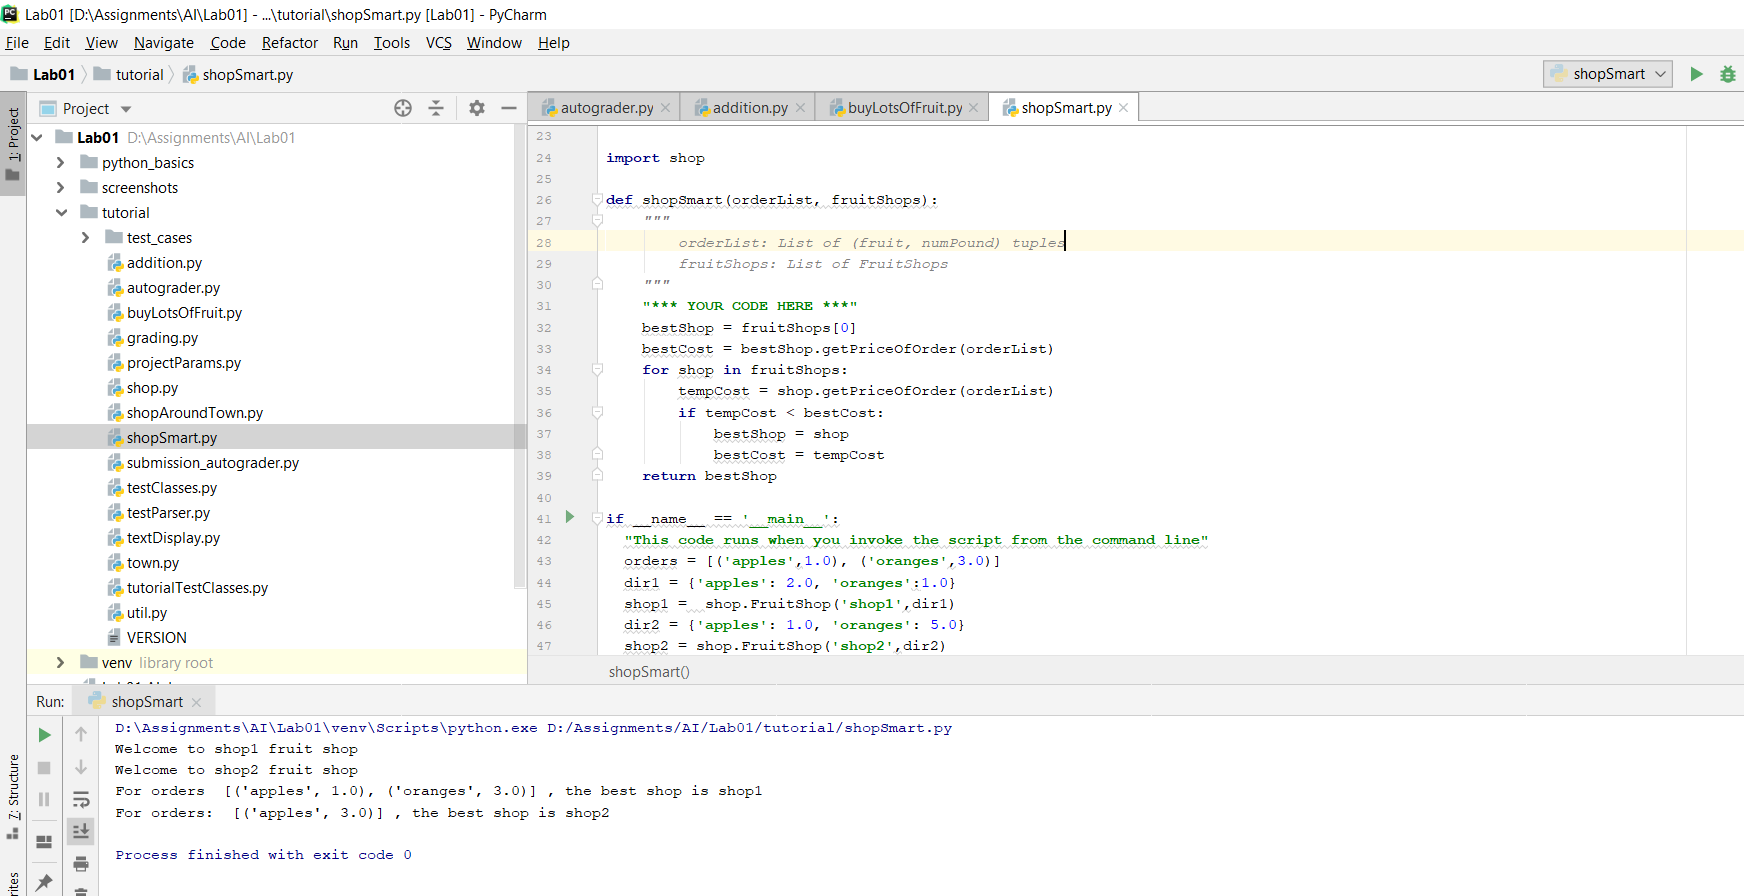 Lab01 [D:\Assignments\AI\Lab01] - ...\tutorial\shopSmart.py [Lab01] - PyCharm
File Edit View Navigate Code Refactor Run Tools VCS Window Help
Lab01 tutorial shopSmart.py
shopSmart
1: Project
Project
Lab01 D:\Assignments\AI\Lab01
python_basics
screenshots
tutorial
test_cases
addition.py
autograder.py
buyLotsOfFruit.py
grading.py
projectParams.py
shop.py
shopAroundTown.py
shopSmart.py
submission_autograder.py
testClasses.py
testParser.py
textDisplay.py
town.py
tutorialTestClasses.py
util.py
VERSION
venv library root
autograder.py addition.py buyLotsOfFruit.py shopSmart.py
23
24 import shop
25
26 def shopSmart(orderList, fruitShops):
27 """
28 orderList: List of (fruit, numPound) tuples
29 fruitShops: List of FruitShops
30 """
31 "*** YOUR CODE HERE ***"
32 bestShop = fruitShops[0]
33 bestCost = bestShop.getPriceOfOrder(orderList)
34 for shop in fruitShops:
35 tempCost = shop.getPriceOfOrder(orderList)
36 if tempCost < bestCost:
37 bestShop = shop
38 bestCost = tempCost
39 return bestShop
40
41 if __name__ == '__main__':
42 "This code runs when you invoke the script from the command line"
43 orders = [('apples',1.0), ('oranges',3.0)]
44 dir1 = {'apples': 2.0, 'oranges':1.0}
45 shop1 =  shop.FruitShop('shop1',dir1)
46 dir2 = {'apples': 1.0, 'oranges': 5.0}
47 shop2 = shop.FruitShop('shop2',dir2)
shopSmart()
Run: shopSmart
D:\Assignments\AI\Lab01\venv\Scripts\python.exe D:/Assignments/AI/Lab01/tutorial/shopSmart.py
Welcome to shop1 fruit shop
Welcome to shop2 fruit shop
For orders  [('apples', 1.0), ('oranges', 3.0)] , the best shop is shop1
For orders:  [('apples', 3.0)] , the best shop is shop2
Process finished with exit code 0
7: Structure